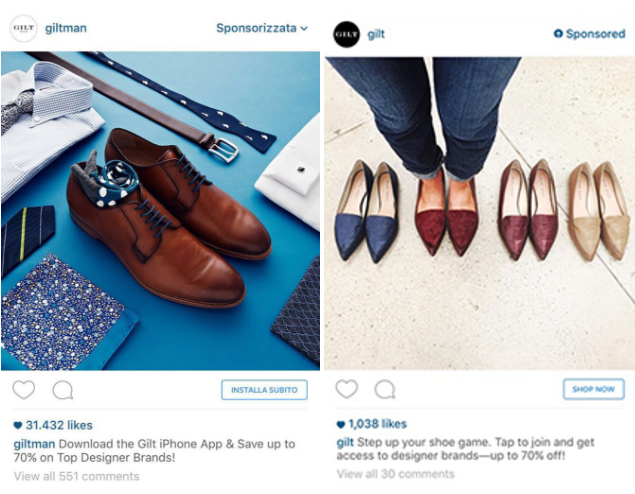 GILT
giltman
Sponsorizzata
INSTALLA SUBITO
31.432 likes
giltman Download the Gilt iPhone App & Save up to
70% on Top Designer Brands!
View all 551 comments
GILT
gilt
Sponsored
SHOP NOW
1,038 likes
gilt Step up your shoe game. Tap to join and get
access to designer brands—up to 70% off!
View all 30 comments